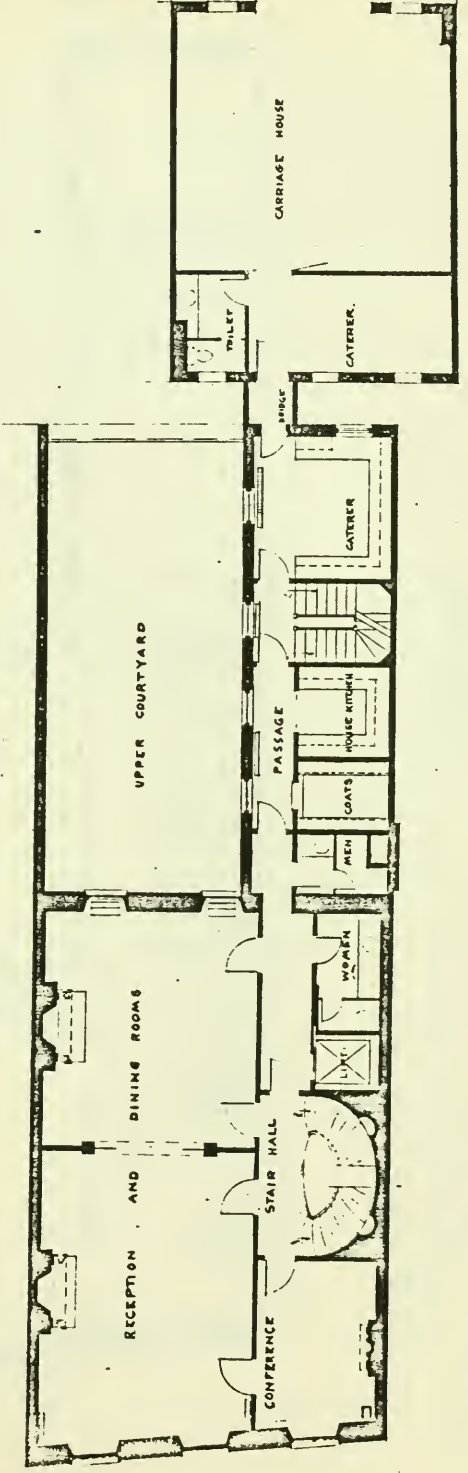 CARRIAGE HOUSE
TOILET
CATERER.
BRIDGE
CATERER
UPPER COURTYARD
PASSAGE
HOUSE KITCHEN
COATS
MEN
WOMEN
LIFT.
DINING ROOMS
STAIR HALL
AND
RECEPTION
CONFERENCE